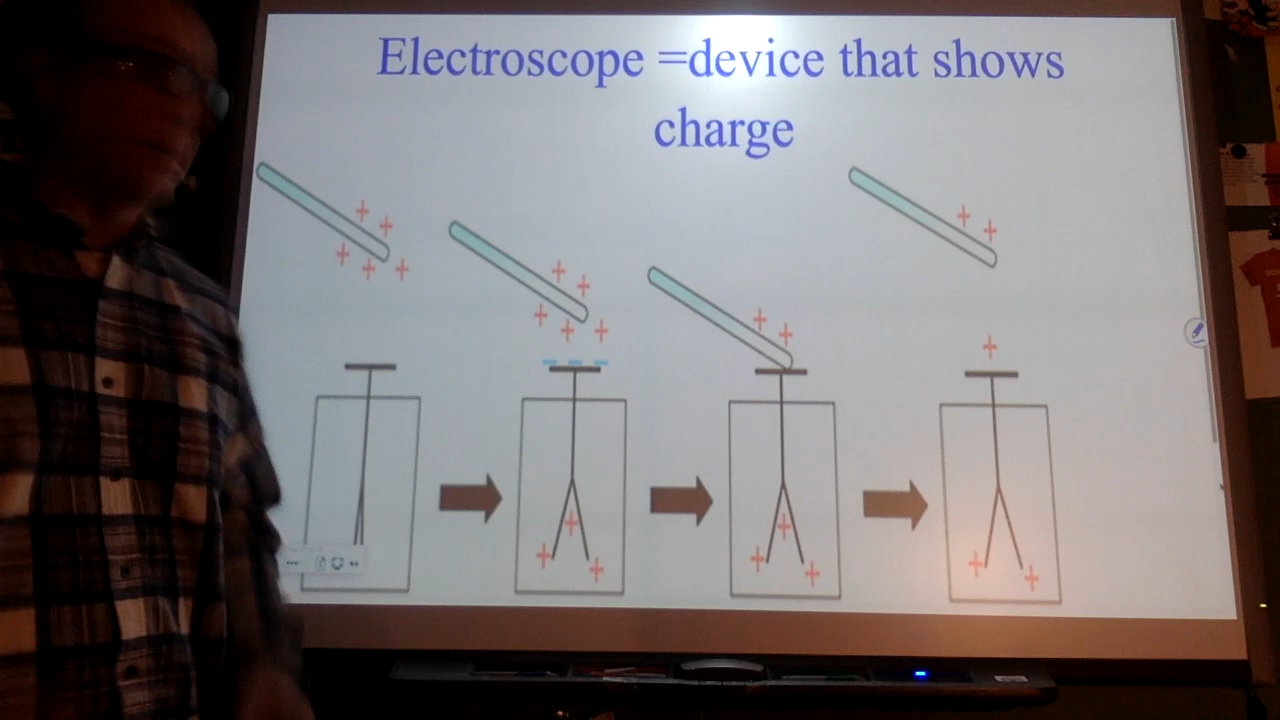 Electroscope =device that shows
charge
+ +
+ + +
+ +
+ + +
- - -
+
+ +
+ +
+
+ +
+ +
+
+ +